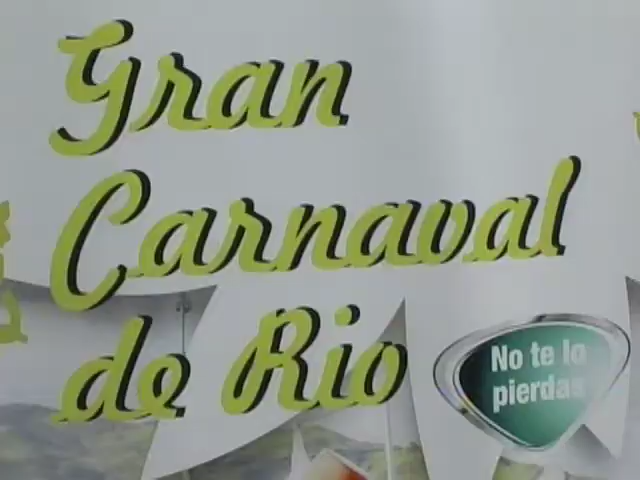 Gran
Carnaval
de Rio
No te lo
pierdas